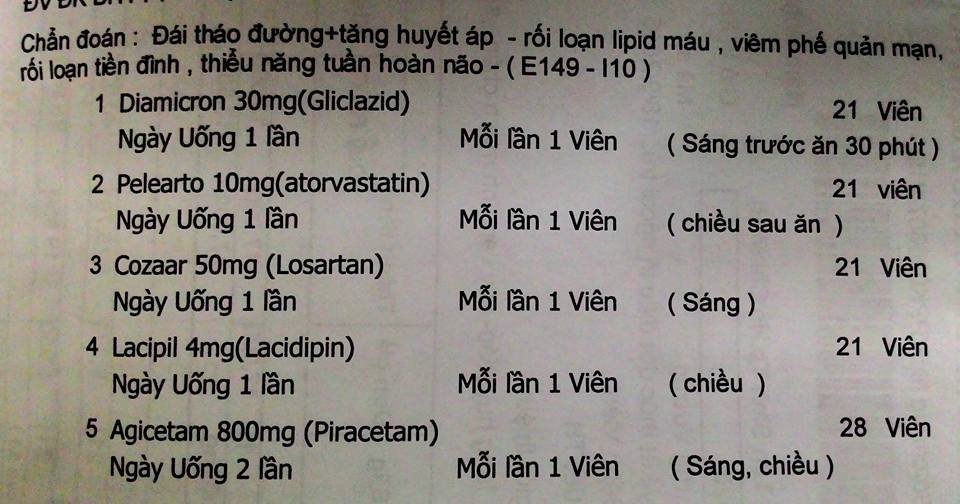 Chẩn đoán : Đái tháo đường+tăng huyết áp - rối loạn lipid máu , viêm phế quản mạn,
rối loạn tiền đình , thiểu năng tuần hoàn não - ( E149 - I10 )
1 Diamicron 30mg(Gliclazid) 21 Viên
Ngày Uống 1 lần Mỗi lần 1 Viên ( Sáng trước ăn 30 phút )
2 Pelearto 10mg(atorvastatin) 21 viên
Ngày Uống 1 lần Mỗi lần 1 Viên ( chiều sau ăn )
3 Cozaar 50mg (Losartan) 21 Viên
Ngày Uống 1 lần Mỗi lần 1 Viên ( Sáng )
4 Lacipil 4mg(Lacidipin) 21 Viên
Ngày Uống 1 lần Mỗi lần 1 Viên ( chiều )
5 Agicetam 800mg (Piracetam) 28 Viên
Ngày Uống 2 lần Mỗi lần 1 Viên ( Sáng, chiều )